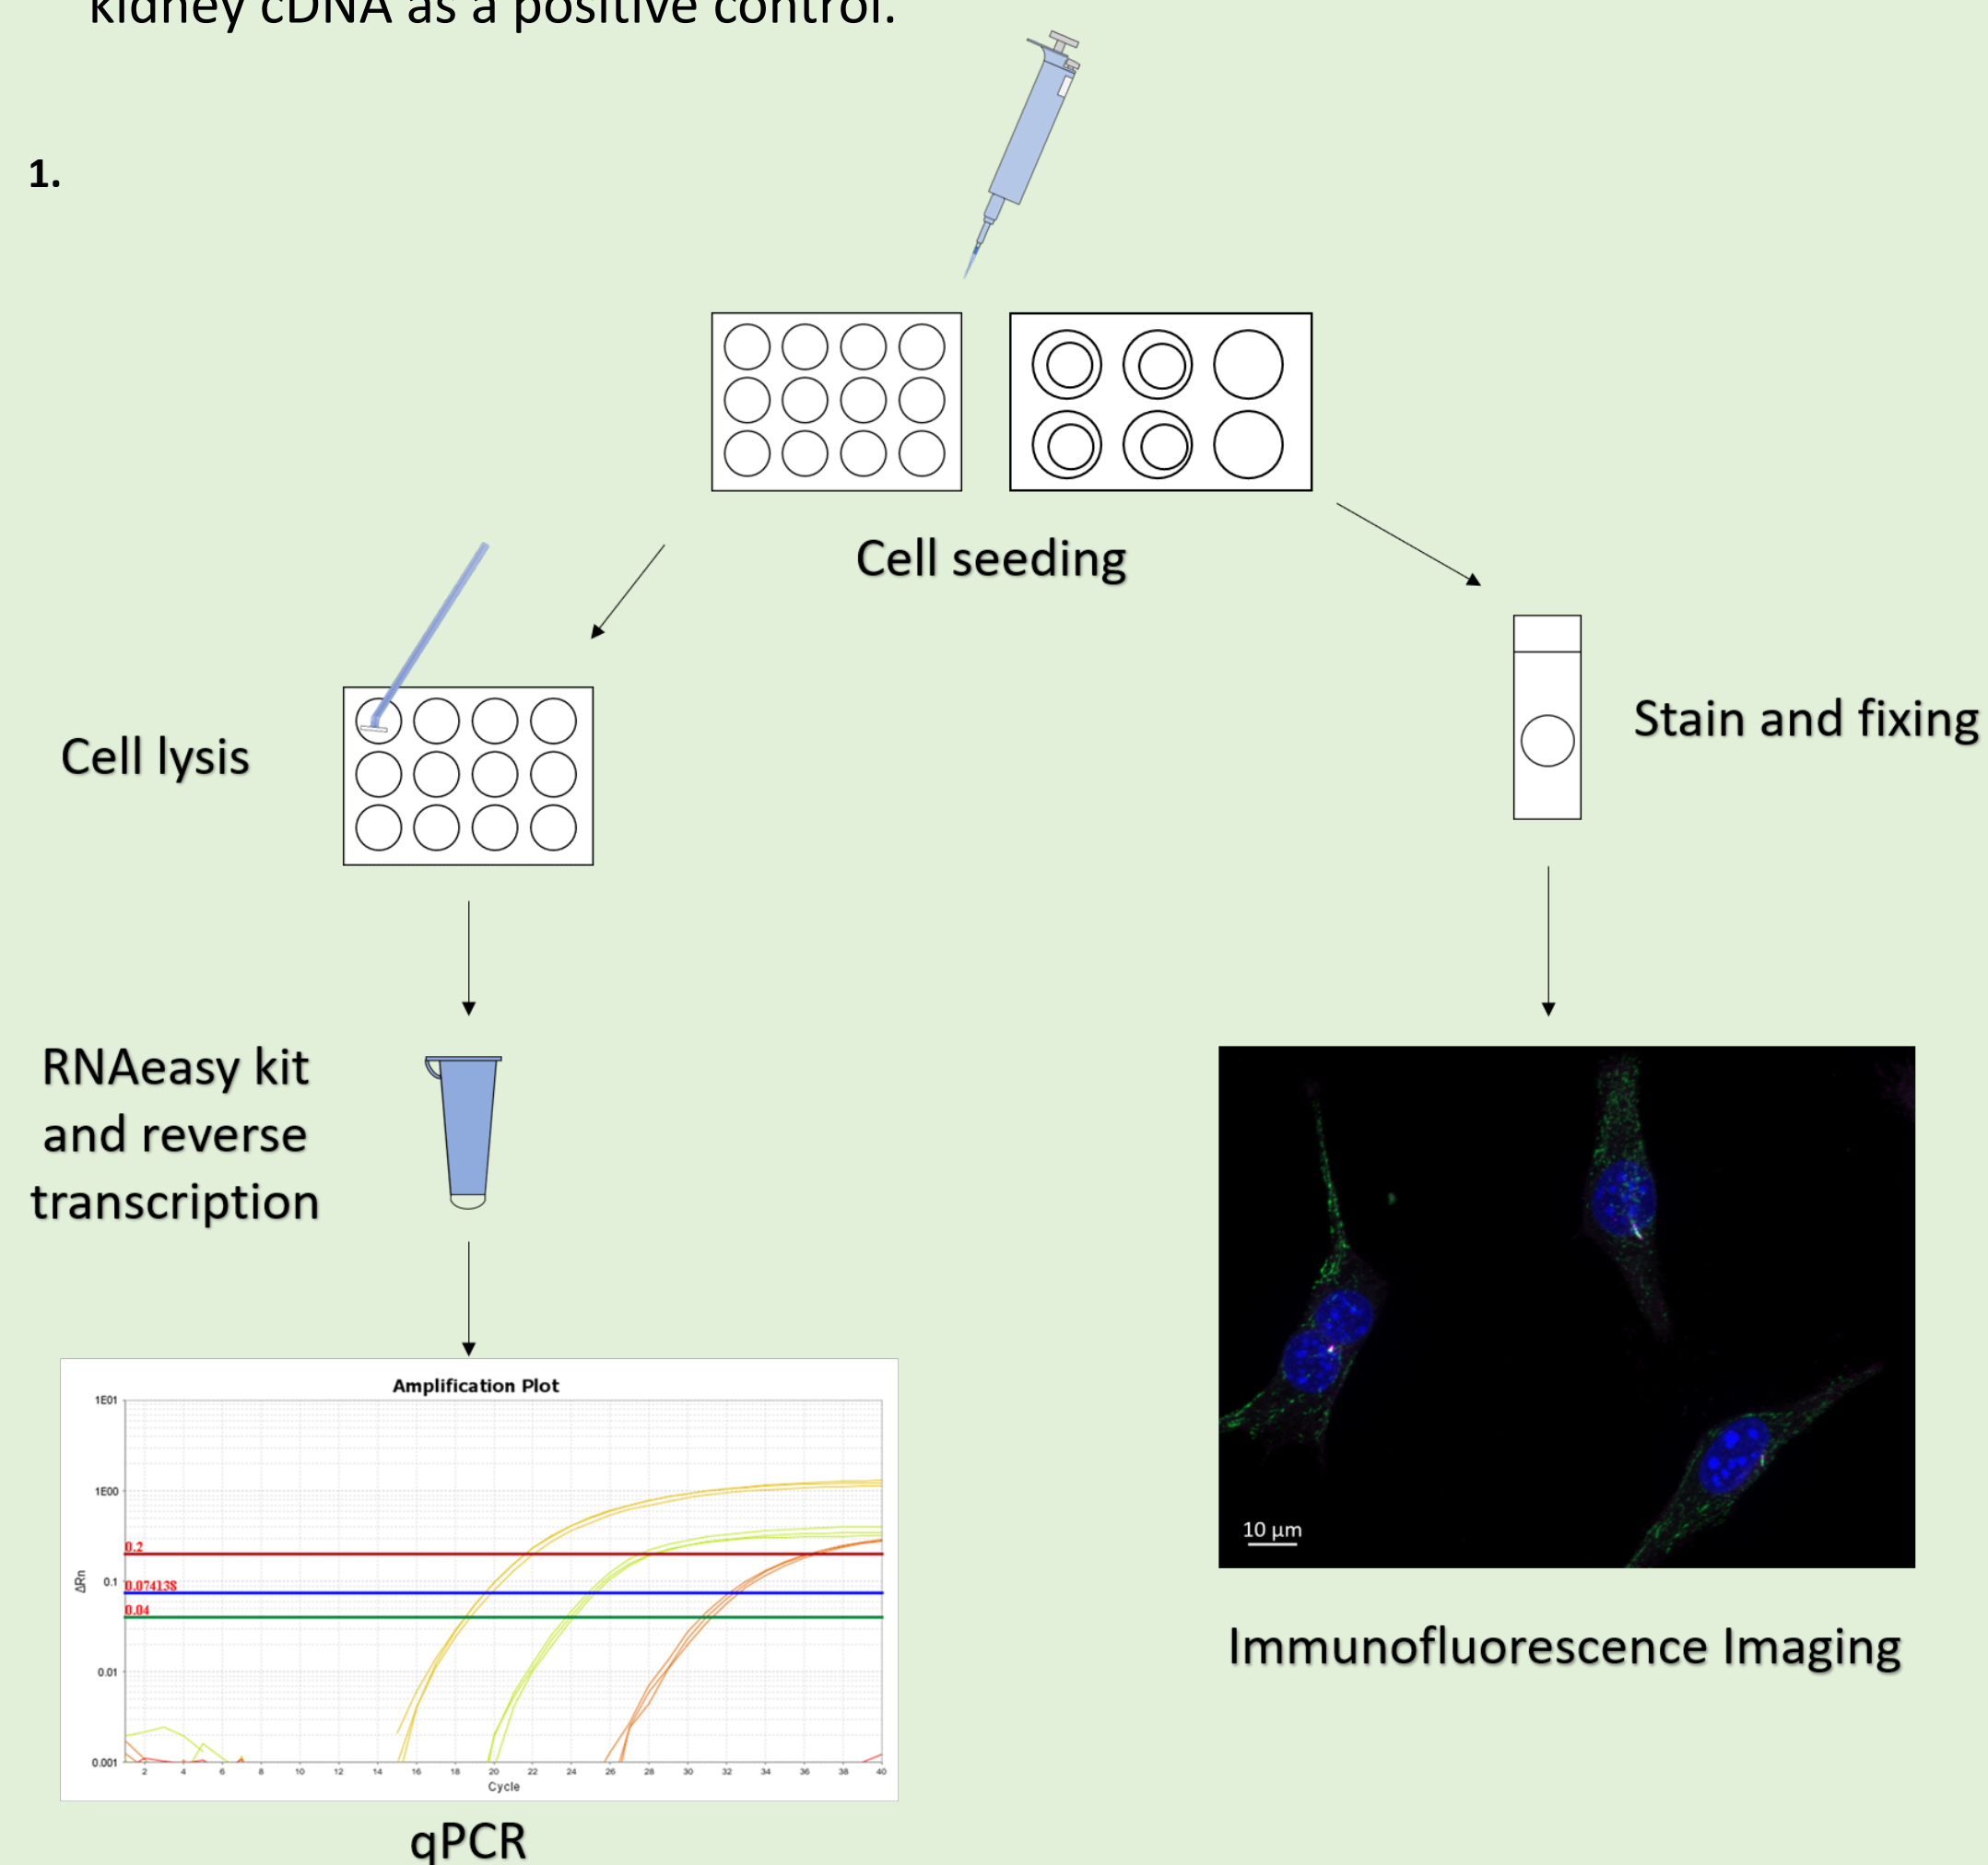 kidney cDNA as a positive control.
1.
Cell seeding
Cell lysis
Stain and fixing
RNAeasy kit
and reverse
transcription
Amplification Plot
1E01
1E00
0.2
0.1
0.074138
0.04
0.01
0.001
ΔRn
2 4 6 8 10 12 14 16 18 20 22 24 26 28 30 32 34 36 38 40
Cycle
qPCR
10 µm
Immunofluorescence Imaging